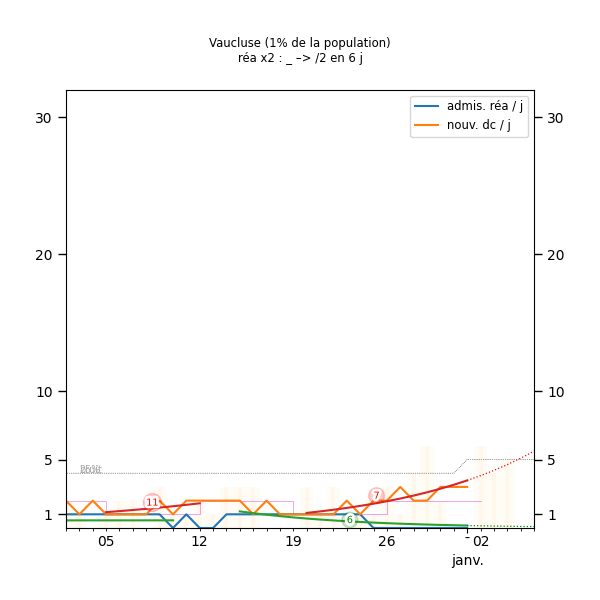 Vaucluse (1% de la population)
réa x2 : _ –> /2 en 6 j
admis. réa / j
nouv. dc / j
30 30
20 20
10 10
5 5
1 1
11
7
6
05 12 19 26 - 02
janv.